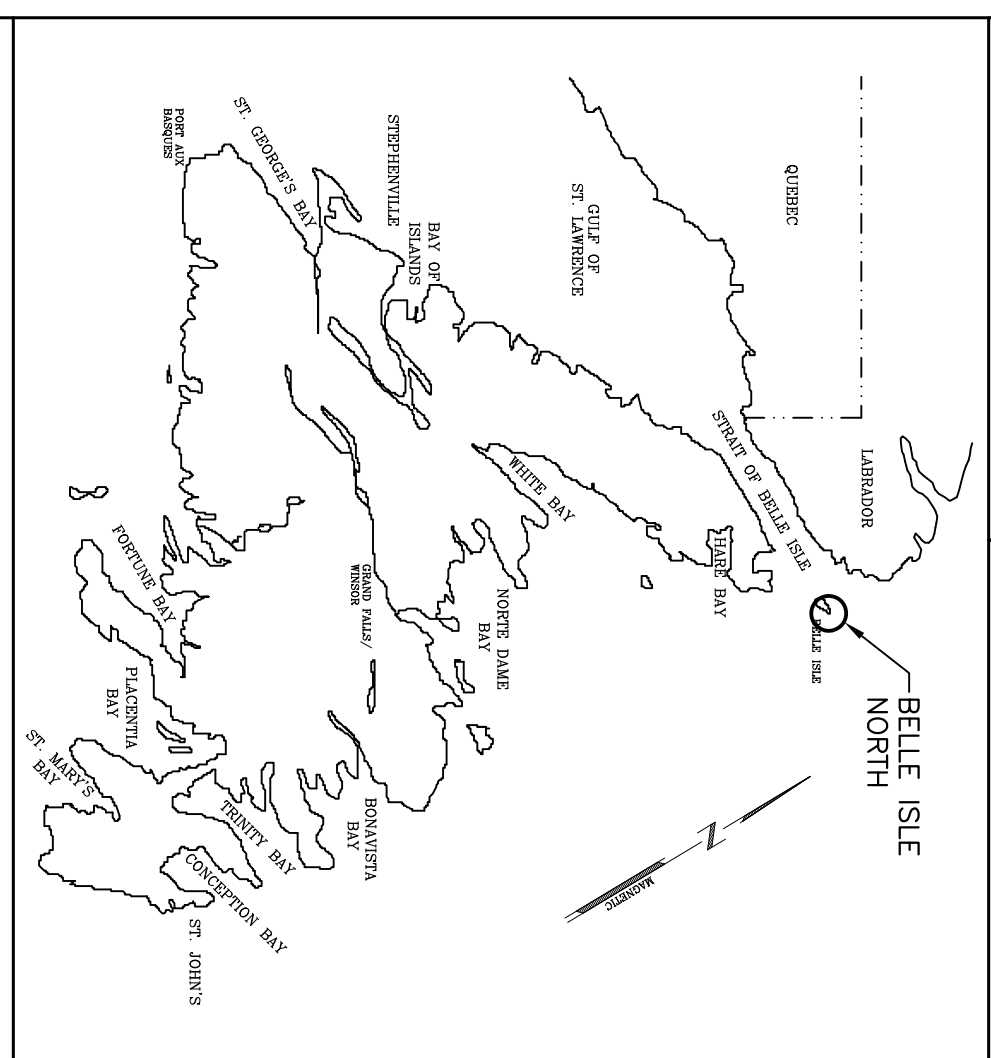 QUEBEC
LABRADOR
GULF OF
ST. LAWRENCE
STRAIT OF BELLE ISLE
BELLE ISLE
BELLE ISLE
NORTH
HARE BAY
WHITE BAY
NORTE DAME
BAY
BAY OF
ISLANDS
STEPHENVILLE
ST. GEORGE'S BAY
PORT AUX
BASQUES
GRAND FALLS/
WINSOR
BONAVISTA
BAY
TRINITY BAY
CONCEPTION BAY
ST. JOHN'S
FORTUNE BAY
PLACENTIA
BAY
ST. MARY'S
BAY
N
MAGNETIC